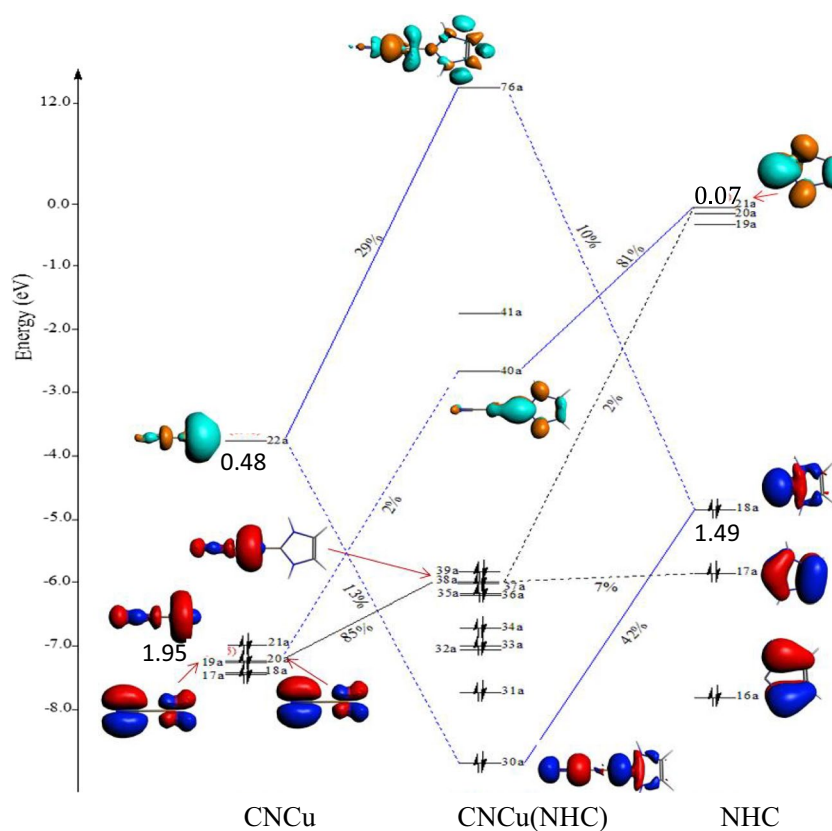 76a
12.0
0.07
0.0
21a
20a
19a
29%
10%
81%
-1.0
Energy (eV)
-2.0
41a
40a
-3.0
2%
22a
0.48
-4.0
2%
18a
-5.0
1.49
39a
38a
37a
17a
-6.0
35a
36a
13%
7%
85%
42%
34a
1.95
21a
33a
-7.0
32a
19a
20a
17a
18a
31a
16a
-8.0
30a
CNCu
CNCu(NHC)
NHC